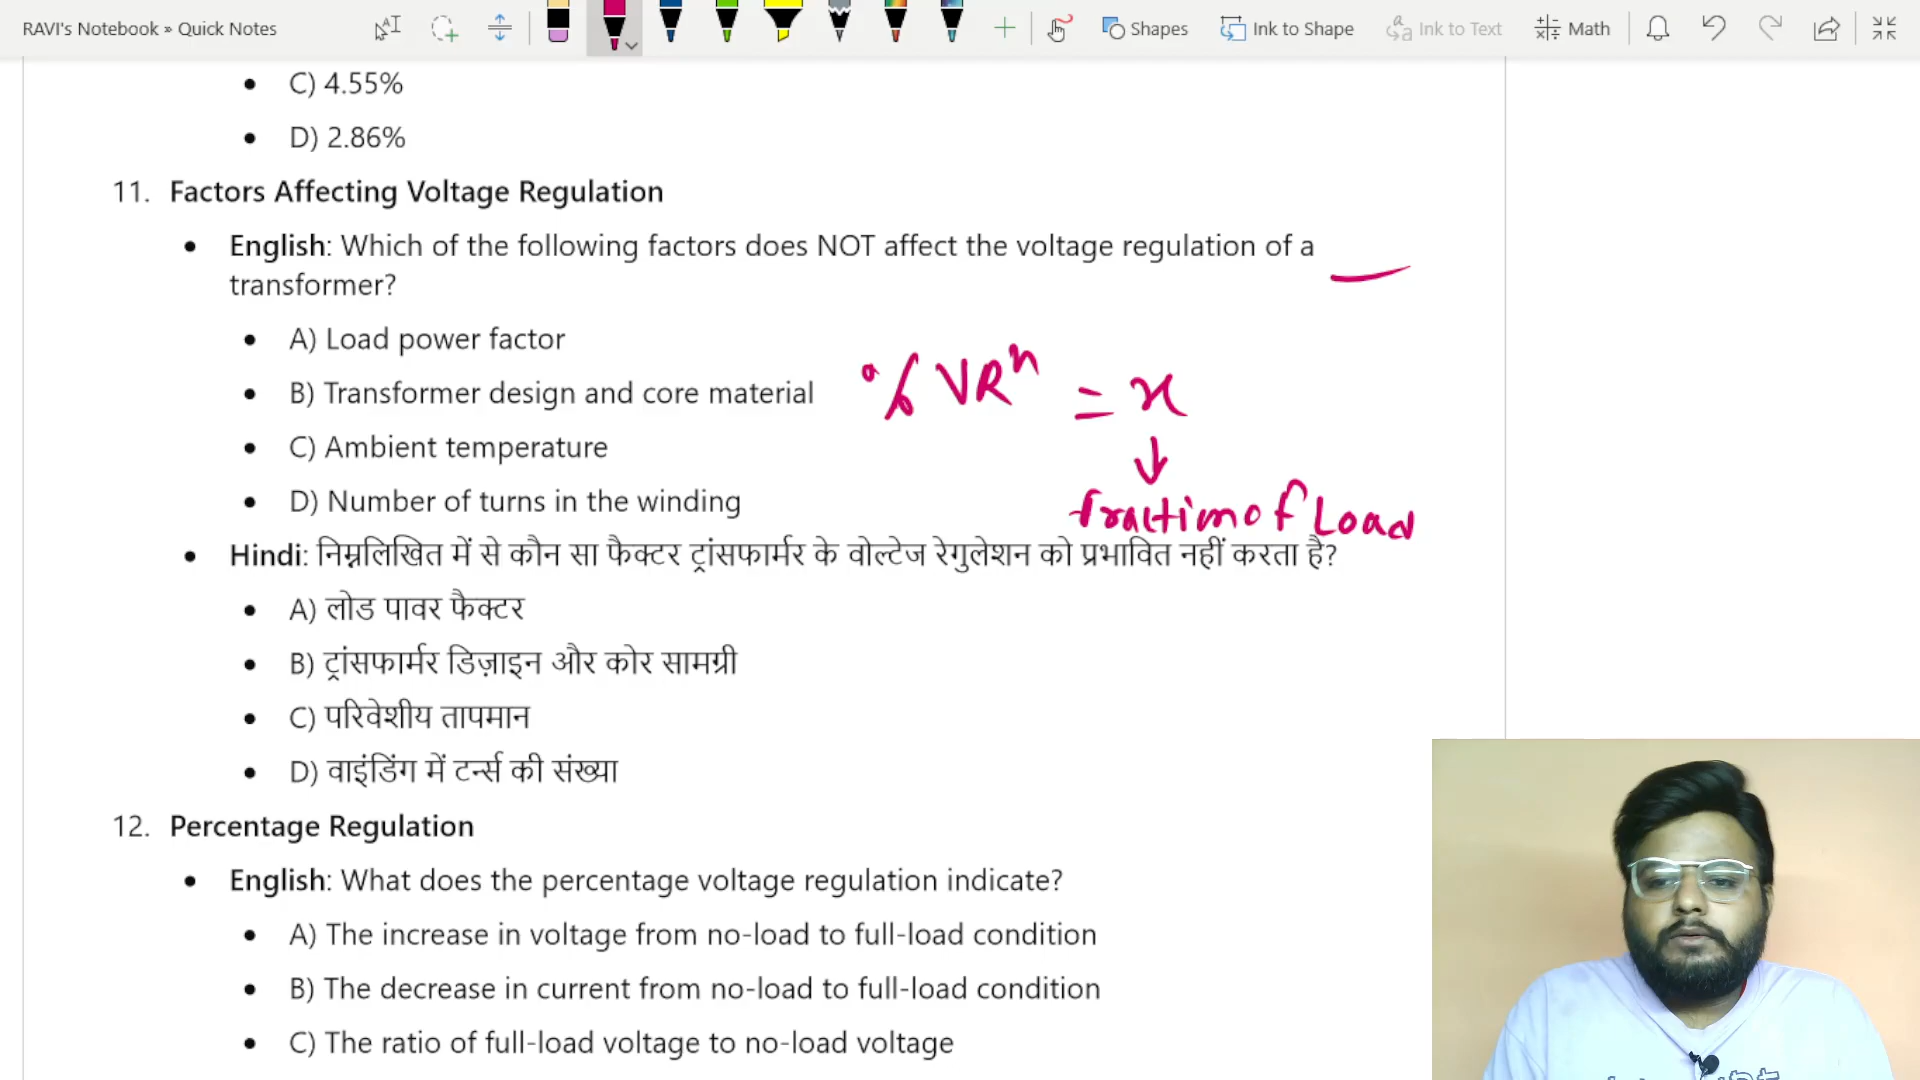 RAVI's Notebook » Quick Notes
Shapes
Ink to Shape
Ink to Text
Math
• C) 4.55%
• D) 2.86%
11. Factors Affecting Voltage Regulation
• English: Which of the following factors does NOT affect the voltage regulation of a
transformer?
• A) Load power factor
• B) Transformer design and core material
• C) Ambient temperature
• D) Number of turns in the winding
% VRⁿ = x
↓
fraction of Load
• Hindi: निम्नलिखित में से कौन सा फैक्टर ट्रांसफार्मर के वोल्टेज रेगुलेशन को प्रभावित नहीं करता है?
• A) लोड पावर फैक्टर
• B) ट्रांसफार्मर डिज़ाइन और कोर सामग्री
• C) परिवेशीय तापमान
• D) वाइंडिंग में टर्न्स की संख्या
12. Percentage Regulation
• English: What does the percentage voltage regulation indicate?
• A) The increase in voltage from no-load to full-load condition
• B) The decrease in current from no-load to full-load condition
• C) The ratio of full-load voltage to no-load voltage